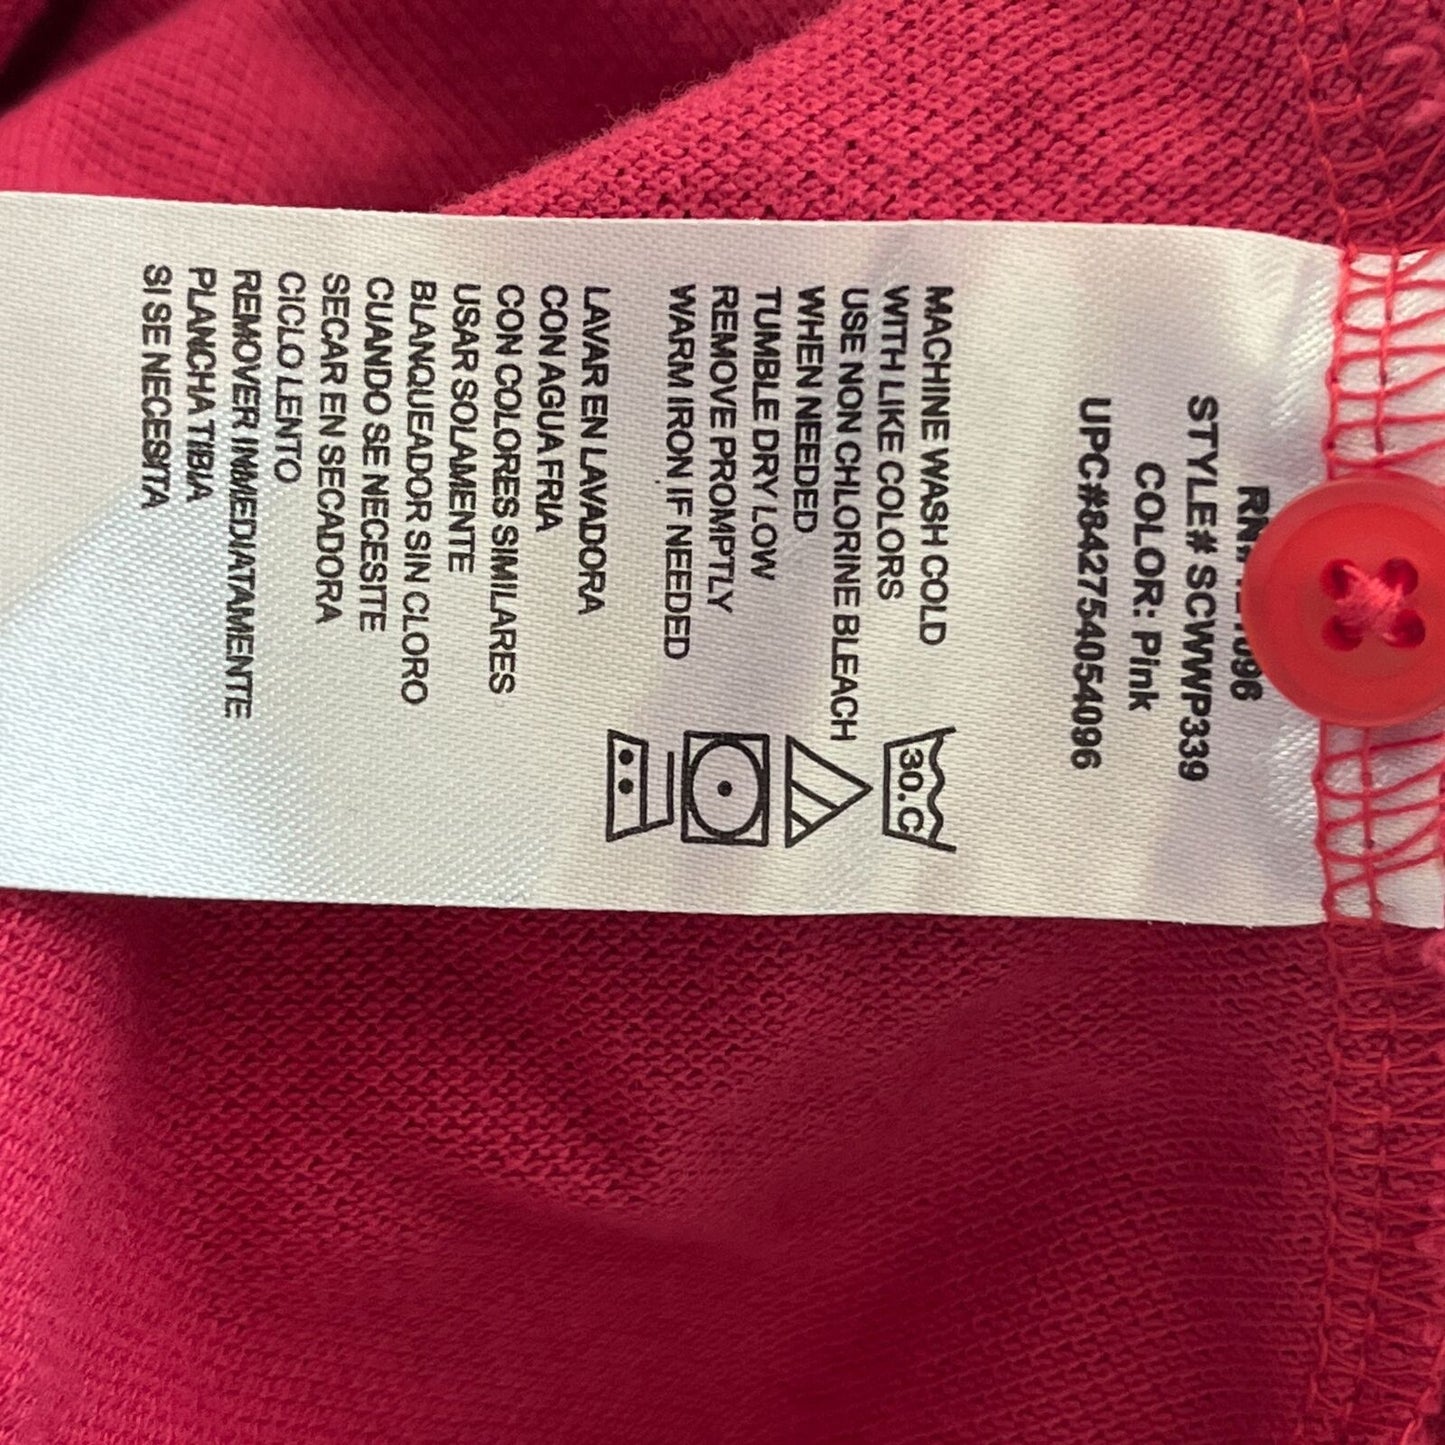 STYLE# SCWWP339
COLOR: Pink
UPC#842754054096
MACHINE WASH COLD
WITH LIKE COLORS
USE NON CHLORINE BLEACH
WHEN NEEDED
TUMBLE DRY LOW
REMOVE PROMPTLY
WARM IRON IF NEEDED
30.C
LAVAR EN LAVADORA
CON AGUA FRIA
CON COLORES SIMILARES
USAR SOLAMENTE
BLANQUEADOR SIN CLORO
CUANDO SE NECESITE
SECAR EN SECADORA
CICLO LENTO
REMOVER IMMEDIATAMENTE
PLANCHA TIBIA
SI SE NECESITA